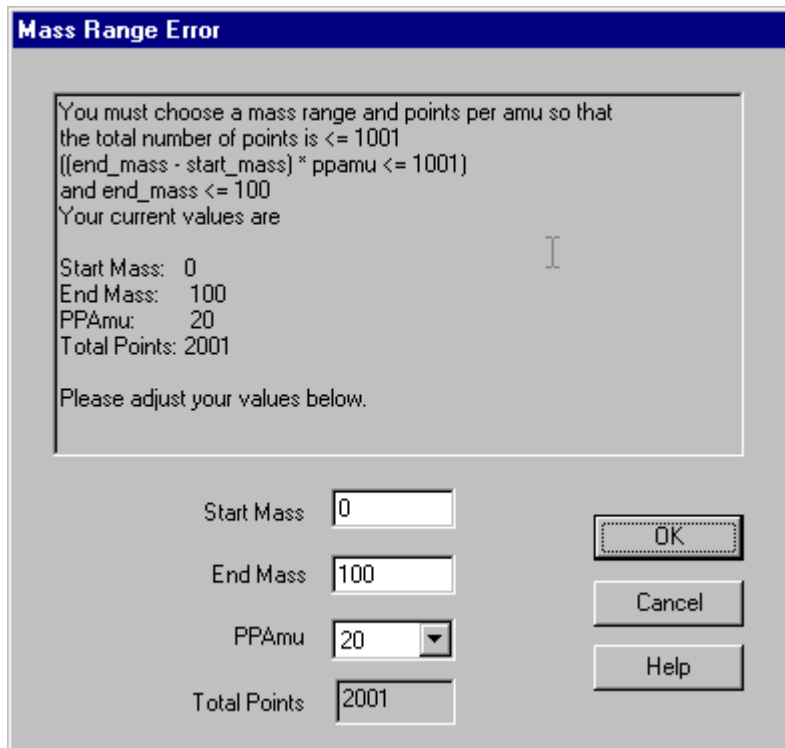 Mass Range Error
You must choose a mass range and points per amu so that
the total number of points is <= 1001
((end_mass - start_mass) * ppamu <= 1001)
and end_mass <= 100
Your current values are
Start Mass: 0
End Mass: 100
PPAmu: 20
Total Points: 2001
Please adjust your values below.
Start Mass 0
End Mass 100
PPAmu 20
Total Points 2001
OK
Cancel
Help